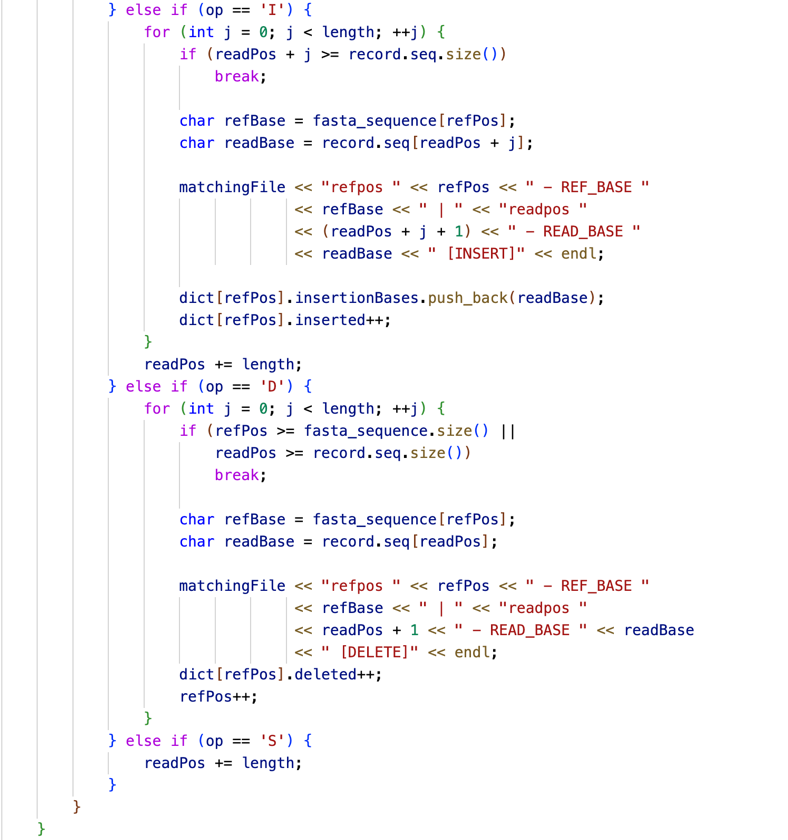 } else if (op == 'I') {
for (int j = 0; j < length; ++j) {
if (readPos + j >= record.seq.size())
break;
char refBase = fasta_sequence[refPos];
char readBase = record.seq[readPos + j];
matchingFile << "refpos " << refPos << " - REF_BASE "
<< refBase << " | " << "readpos "
<< (readPos + j + 1) << " - READ_BASE "
<< readBase << " [INSERT]" << endl;
dict[refPos].insertionBases.push_back(readBase);
dict[refPos].inserted++;
}
readPos += length;
} else if (op == 'D') {
for (int j = 0; j < length; ++j) {
if (refPos >= fasta_sequence.size() ||
readPos >= record.seq.size())
break;
char refBase = fasta_sequence[refPos];
char readBase = record.seq[readPos];
matchingFile << "refpos " << refPos << " - REF_BASE "
<< refBase << " | " << "readpos "
<< readPos + 1 << " - READ_BASE " << readBase
<< " [DELETE]" << endl;
dict[refPos].deleted++;
refPos++;
}
} else if (op == 'S') {
readPos += length;
}
}
}